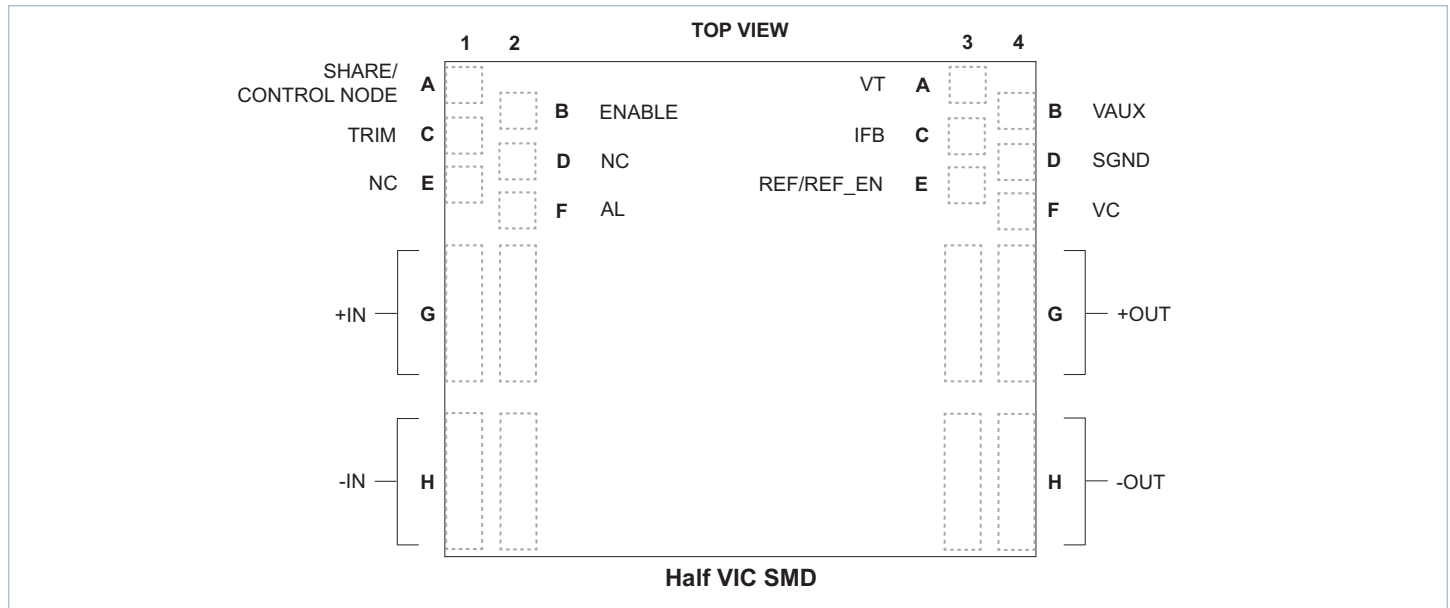 TOP VIEW
1 2 3 4
SHARE/
CONTROL NODE A
VT A
B ENABLE
B VAUX
TRIM C
IFB C
D NC
D SGND
NC E
REF/REF_EN E
F AL
F VC
+IN G
G +OUT
-IN H
H -OUT
Half VIC SMD